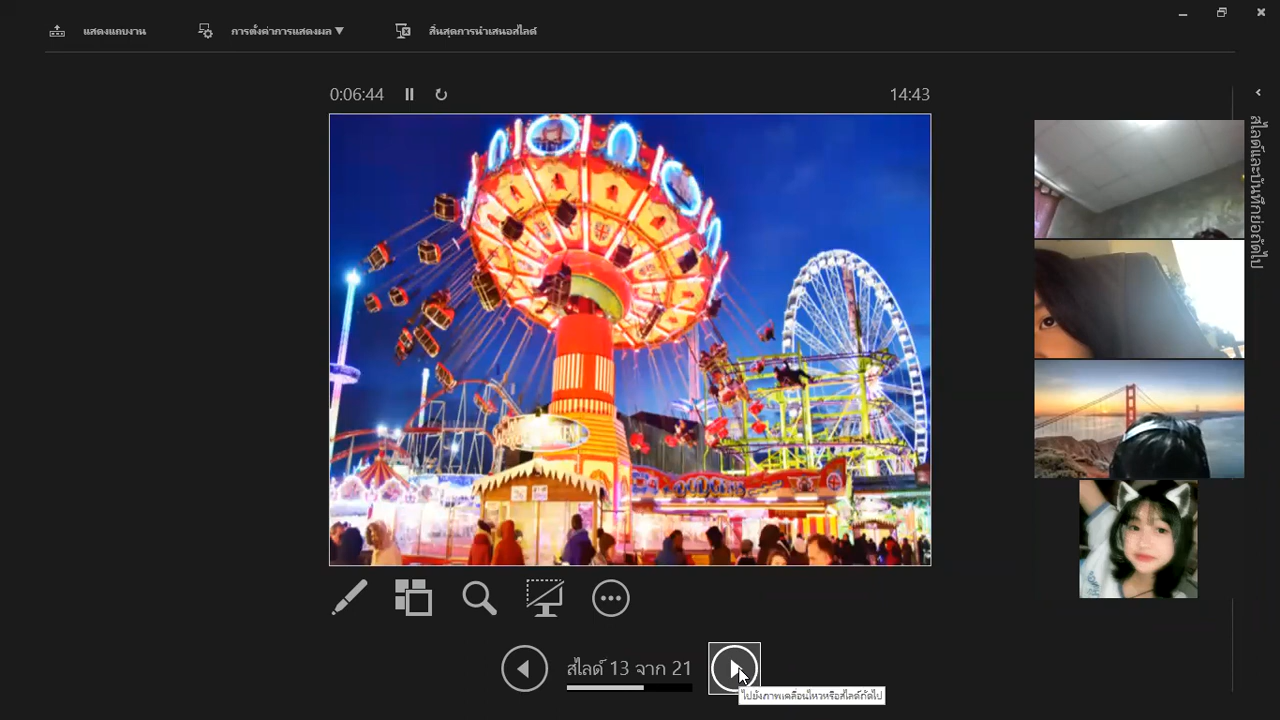 แสดงแถบงาน
การตั้งค่าการแสดงผล ▼
สิ้นสุดการนำเสนอสไลด์
0:06:44
14:43
สไลด์และบันทึกย่อถัดไป
สไลด์ 13 จาก 21
ไปยังภาพเคลื่อนไหวหรือสไลด์ถัดไป